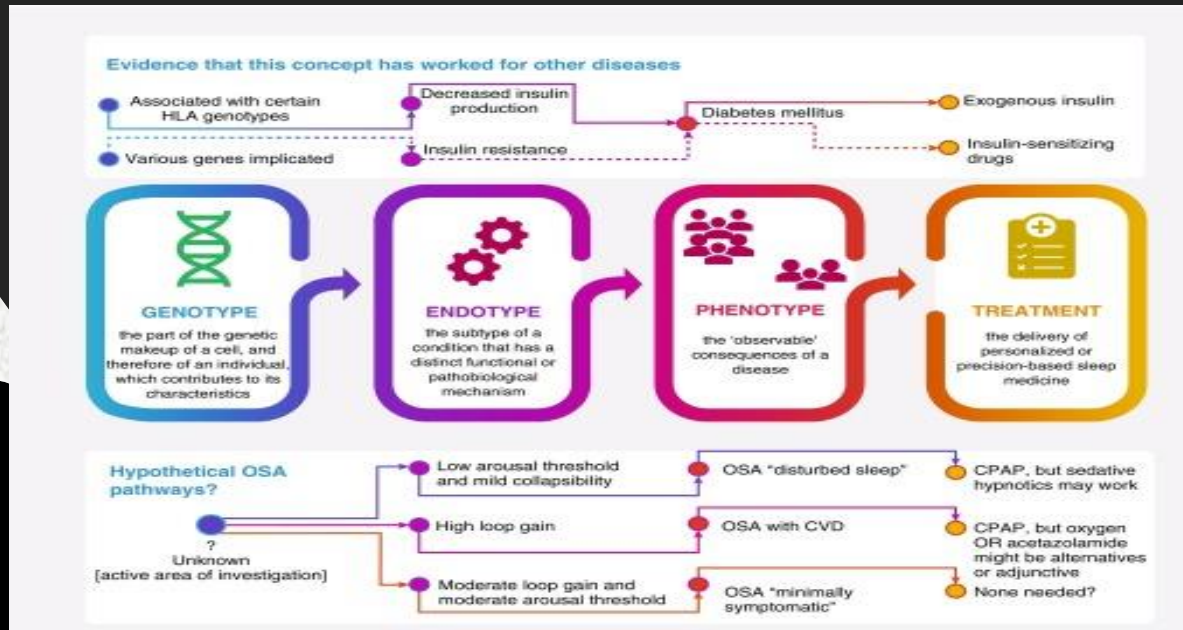 Evidence that this concept has worked for other diseases
Associated with certain
HLA genotypes
Decreased insulin
production
Diabetes mellitus
Exogenous insulin
Various genes implicated
Insulin resistance
Insulin-sensitizing
drugs
GENOTYPE
the part of the genetic
makeup of a cell, and
therefore of an individual,
which contributes to its
characteristics
ENDOTYPE
the subtype of a
condition that has a
distinct functional or
pathobiological
mechanism
PHENOTYPE
the 'observable'
consequences of a
disease
TREATMENT
the delivery of
personalized or
precision-based sleep
medicine
Hypothetical OSA
pathways?
?
Unknown
[active area of investigation]
Low arousal threshold
and mild collapsibility
OSA "disturbed sleep"
CPAP, but sedative
hypnotics may work
High loop gain
OSA with CVD
CPAP, but oxygen
OR acetazolamide
might be alternatives
or adjunctive
Moderate loop gain and
moderate arousal threshold
OSA "minimally
symptomatic"
None needed?